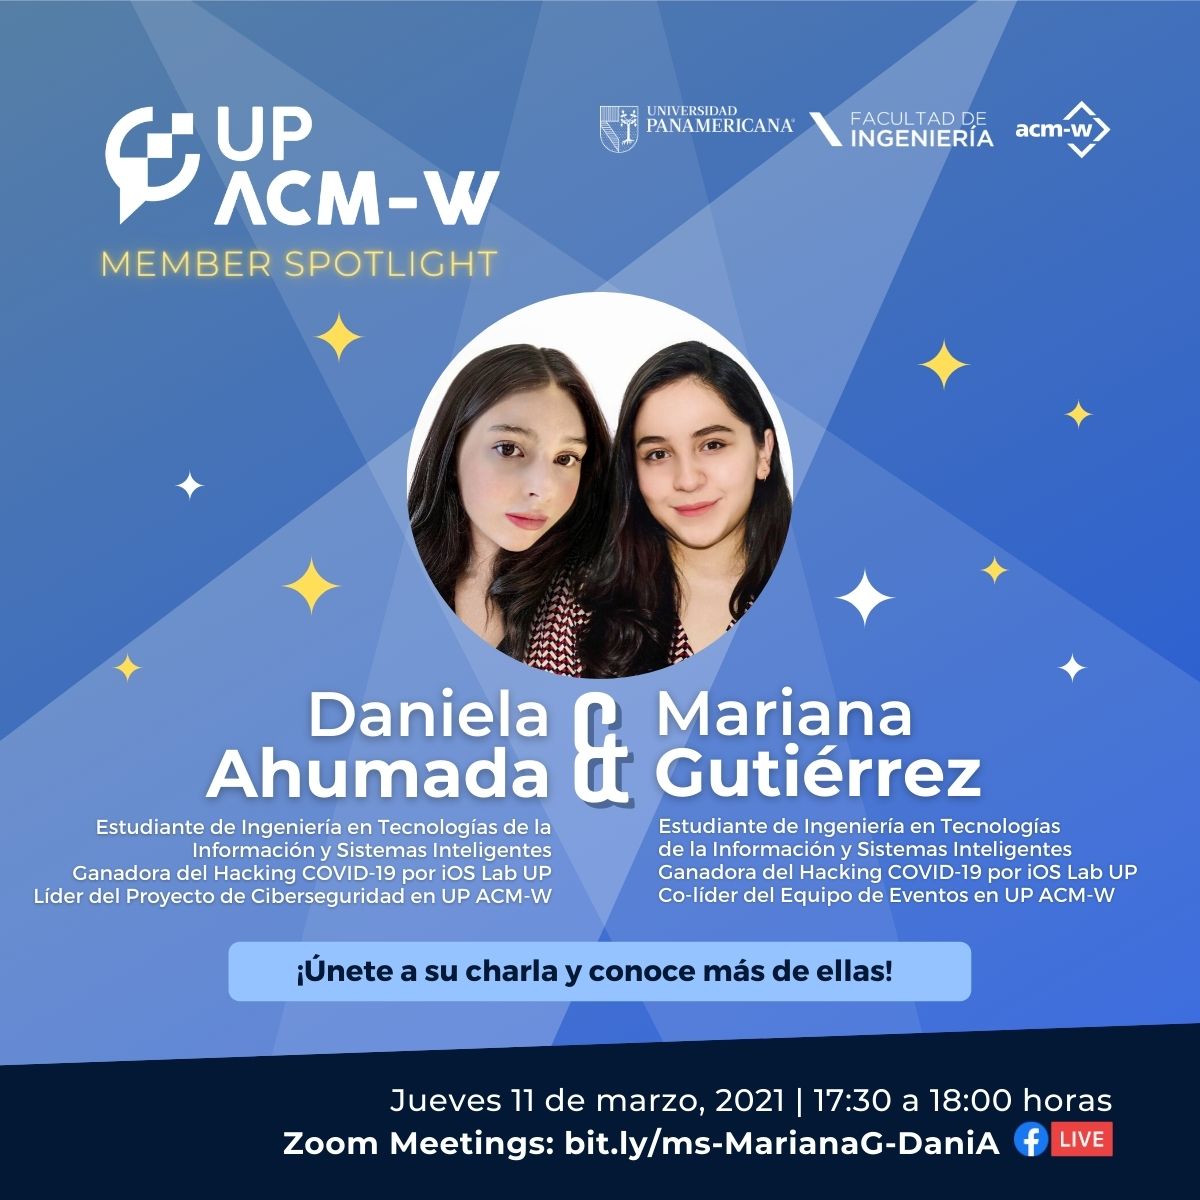 UP
ACM-W
MEMBER SPOTLIGHT
UNIVERSIDAD
PANAMERICANA®
FACULTAD DE
INGENIERÍA
acm-w
Daniela
Ahumada
&
Mariana
Gutiérrez
Estudiante de Ingeniería en Tecnologías de la
Información y Sistemas Inteligentes
Ganadora del Hacking COVID-19 por iOS Lab UP
Líder del Proyecto de Ciberseguridad en UP ACM-W
Estudiante de Ingeniería en Tecnologías
de la Información y Sistemas Inteligentes
Ganadora del Hacking COVID-19 por iOS Lab UP
Co-líder del Equipo de Eventos en UP ACM-W
¡Únete a su charla y conoce más de ellas!
Jueves 11 de marzo, 2021 | 17:30 a 18:00 horas
Zoom Meetings: bit.ly/ms-MarianaG-DaniA f LIVE